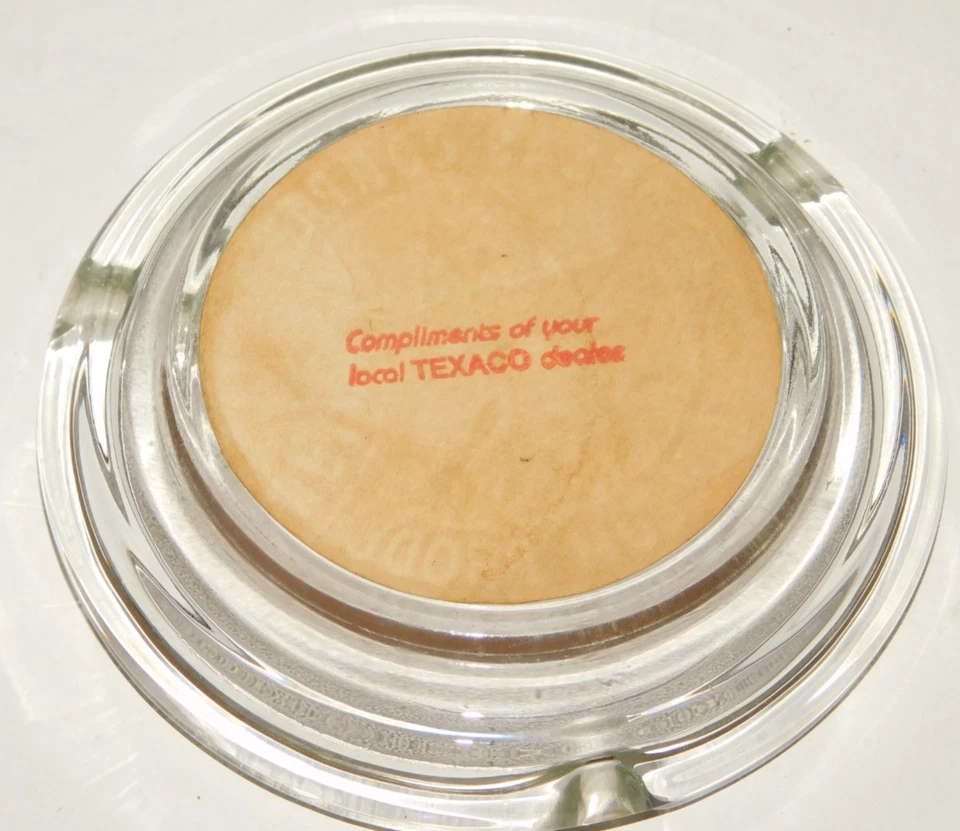 Compliments of your
local TEXACO dealer